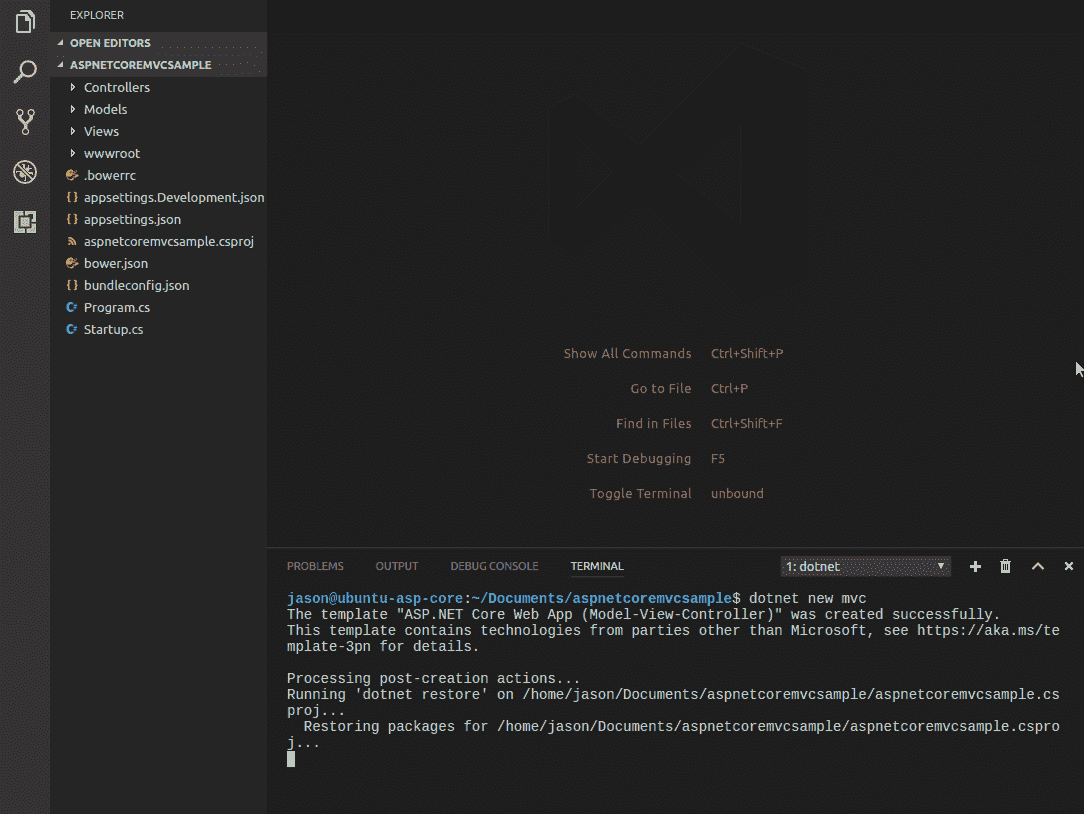 EXPLORER
OPEN EDITORS
ASPNETCOREMVCSAMPLE
Controllers
Models
Views
wwwroot
.bowerrc
{} appsettings.Development.json
{} appsettings.json
aspnetcoremvcsample.csproj
bower.json
{} bundleconfig.json
C# Program.cs
C# Startup.cs
Show All Commands Ctrl+Shift+P
Go to File Ctrl+P
Find in Files Ctrl+Shift+F
Start Debugging F5
Toggle Terminal unbound
PROBLEMS OUTPUT DEBUG CONSOLE TERMINAL 1: dotnet
jason@ubuntu-asp-core:~/Documents/aspnetcoremvcsample$ dotnet new mvc
The template "ASP.NET Core Web App (Model-View-Controller)" was created successfully.
This template contains technologies from parties other than Microsoft, see https://aka.ms/te
mplate-3pn for details.
Processing post-creation actions...
Running 'dotnet restore' on /home/jason/Documents/aspnetcoremvcsample/aspnetcoremvcsample.cs
proj...
Restoring packages for /home/jason/Documents/aspnetcoremvcsample/aspnetcoremvcsample.cspro
j...